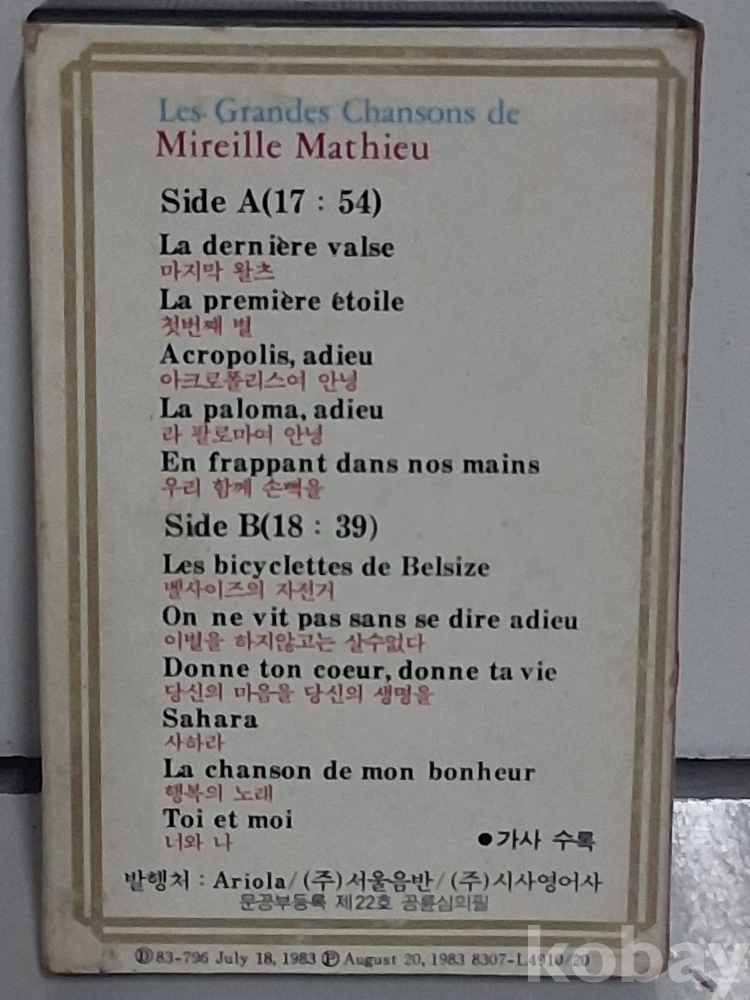 Les Grandes Chansons de
Mireille Mathieu
Side A(17 : 54)
La dernière valse
마지막 왈츠
La première étoile
첫번째 별
Acropolis, adieu
아크로폴리스여 안녕
La paloma, adieu
라 팔로마여 안녕
En frappant dans nos mains
우리 함께 손뼉을
Side B(18 : 39)
Les bicyclettes de Belsize
벨사이즈의 자전거
On ne vit pas sans se dire adieu
이별을 하지않고는 살수없다
Donne ton coeur, donne ta vie
당신의 마음을 당신의 생명을
Sahara
사하라
La chanson de mon bonheur
행복의 노래
Toi et moi
너와 나
●가사 수록
발행처 : Ariola/(주)서울음반/(주)시사영어사
문공부등록 제22호 공륜심의필
Ⓓ83-796 July 18, 1983 Ⓟ August 20, 1983 8307-L4910/20
kobay